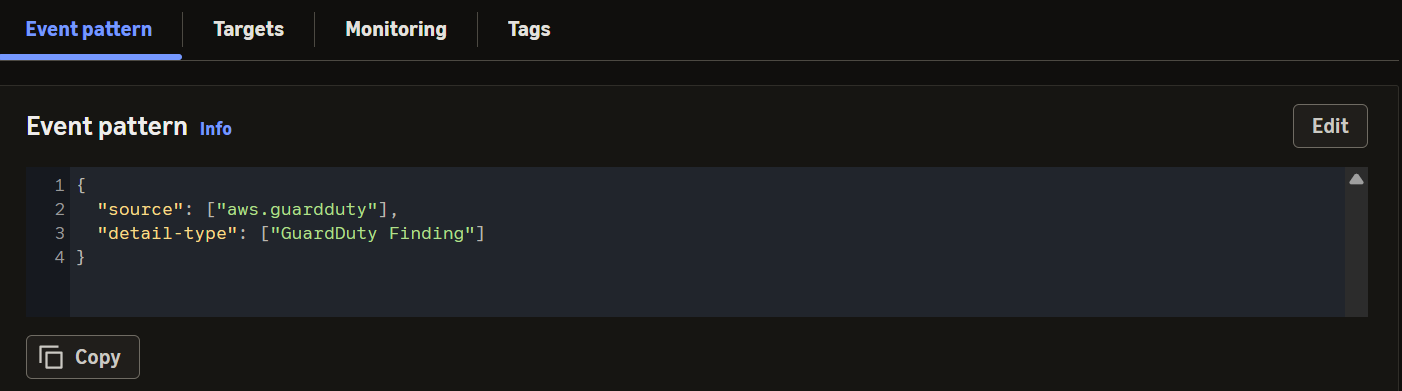 Event pattern
Targets
Monitoring
Tags
Event pattern Info
Edit
1 {
2   "source": ["aws.guardduty"],
3   "detail-type": ["GuardDuty Finding"]
4 }
Copy